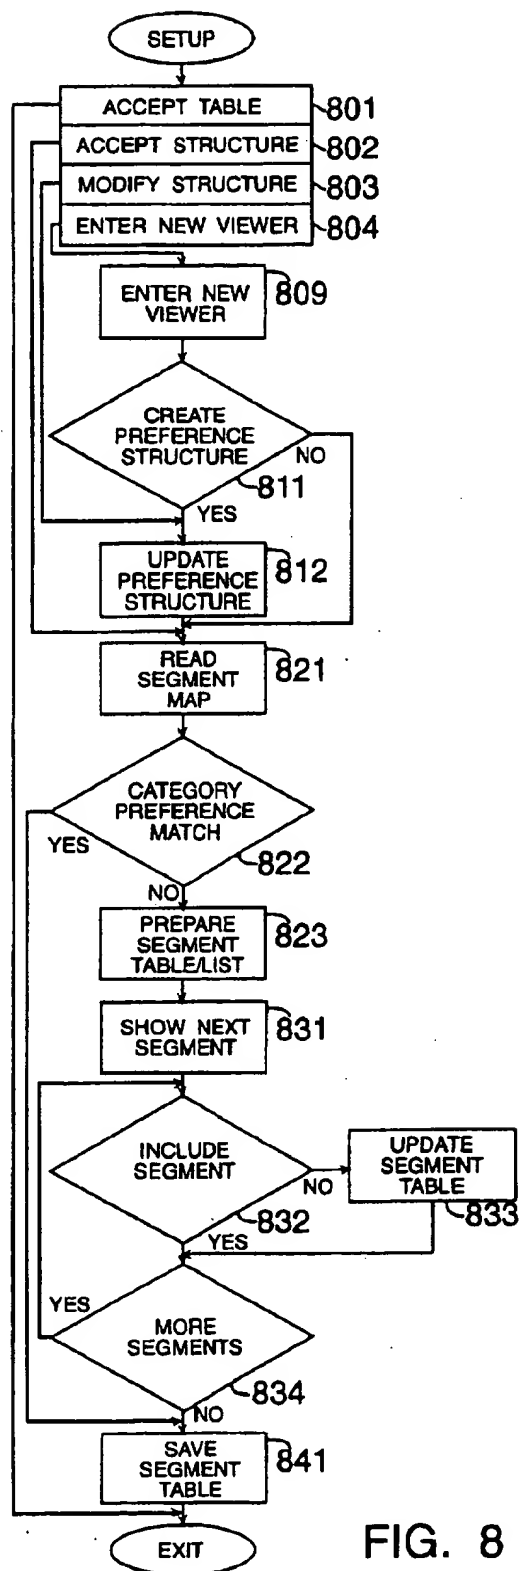 SETUP
ACCEPT TABLE 801
ACCEPT STRUCTURE 802
MODIFY STRUCTURE 803
ENTER NEW VIEWER 804
ENTER NEW
VIEWER
809
CREATE
PREFERENCE
STRUCTURE
NO
811
YES
UPDATE
PREFERENCE
STRUCTURE
812
READ
SEGMENT
MAP
821
CATEGORY
PREFERENCE
MATCH
YES
822
NO
PREPARE
SEGMENT
TABLE/LIST
823
SHOW NEXT
SEGMENT
831
INCLUDE
SEGMENT
NO
832
YES
UPDATE
SEGMENT
TABLE
833
YES
MORE
SEGMENTS
834
NO
SAVE
SEGMENT
TABLE
841
EXIT
FIG. 8